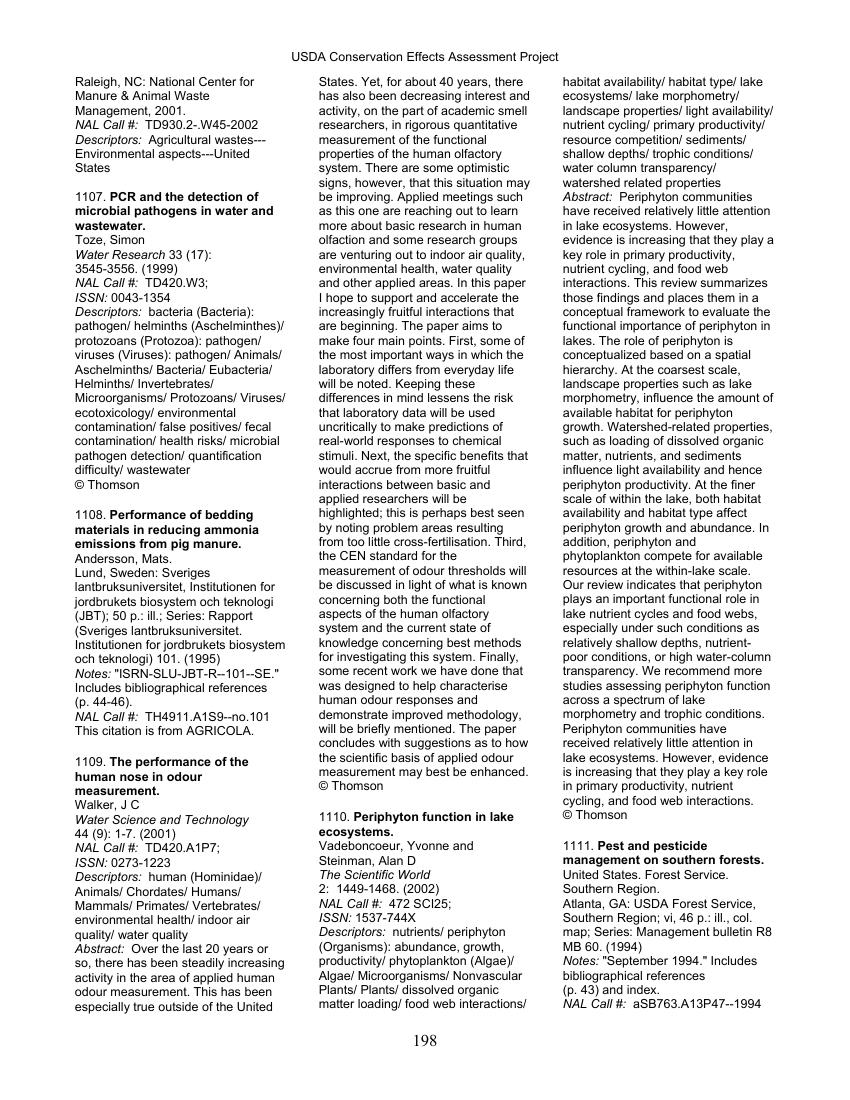 USDA Conservation Effects Assessment Project
Raleigh, NC: National Center for
Manure & Animal Waste
Management, 2001.
NAL Call #: TD930.2-.W45-2002
Descriptors: Agricultural wastes---
Environmental aspects---United
States
1107. PCR and the detection of
microbial pathogens in water and
wastewater.
Toze, Simon
Water Research 33 (17):
3545-3556. (1999)
NAL Call #: TD420.W3;
ISSN: 0043-1354
Descriptors: bacteria (Bacteria):
pathogen/ helminths (Aschelminthes)/
protozoans (Protozoa): pathogen/
viruses (Viruses): pathogen/ Animals/
Aschelminths/ Bacteria/ Eubacteria/
Helminths/ Invertebrates/
Microorganisms/ Protozoans/ Viruses/
ecotoxicology/ environmental
contamination/ false positives/ fecal
contamination/ health risks/ microbial
pathogen detection/ quantification
difficulty/ wastewater
© Thomson
1108. Performance of bedding
materials in reducing ammonia
emissions from pig manure.
Andersson, Mats.
Lund, Sweden: Sveriges
lantbruksuniversitet, Institutionen for
jordbrukets biosystem och teknologi
(JBT); 50 p.: ill.; Series: Rapport
(Sveriges lantbruksuniversitet.
Institutionen for jordbrukets biosystem
och teknologi) 101. (1995)
Notes: "ISRN-SLU-JBT-R--101--SE."
Includes bibliographical references
(p. 44-46).
NAL Call #: TH4911.A1S9--no.101
This citation is from AGRICOLA.
1109. The performance of the
human nose in odour
measurement.
Walker, J C
Water Science and Technology
44 (9): 1-7. (2001)
NAL Call #: TD420.A1P7;
ISSN: 0273-1223
Descriptors: human (Hominidae)/
Animals/ Chordates/ Humans/
Mammals/ Primates/ Vertebrates/
environmental health/ indoor air
quality/ water quality
Abstract: Over the last 20 years or
so, there has been steadily increasing
activity in the area of applied human
odour measurement. This has been
especially true outside of the United
States. Yet, for about 40 years, there
has also been decreasing interest and
activity, on the part of academic smell
researchers, in rigorous quantitative
measurement of the functional
properties of the human olfactory
system. There are some optimistic
signs, however, that this situation may
be improving. Applied meetings such
as this one are reaching out to learn
more about basic research in human
olfaction and some research groups
are venturing out to indoor air quality,
environmental health, water quality
and other applied areas. In this paper
I hope to support and accelerate the
increasingly fruitful interactions that
are beginning. The paper aims to
make four main points. First, some of
the most important ways in which the
laboratory differs from everyday life
will be noted. Keeping these
differences in mind lessens the risk
that laboratory data will be used
uncritically to make predictions of
real-world responses to chemical
stimuli. Next, the specific benefits that
would accrue from more fruitful
interactions between basic and
applied researchers will be
highlighted; this is perhaps best seen
by noting problem areas resulting
from too little cross-fertilisation. Third,
the CEN standard for the
measurement of odour thresholds will
be discussed in light of what is known
concerning both the functional
aspects of the human olfactory
system and the current state of
knowledge concerning best methods
for investigating this system. Finally,
some recent work we have done that
was designed to help characterise
human odour responses and
demonstrate improved methodology,
will be briefly mentioned. The paper
concludes with suggestions as to how
the scientific basis of applied odour
measurement may best be enhanced.
© Thomson
1110. Periphyton function in lake
ecosystems.
Vadeboncoeur, Yvonne and
Steinman, Alan D
The Scientific World
2: 1449-1468. (2002)
NAL Call #: 472 SCI25;
ISSN: 1537-744X
Descriptors: nutrients/ periphyton
(Organisms): abundance, growth,
productivity/ phytoplankton (Algae)/
Algae/ Microorganisms/ Nonvascular
Plants/ Plants/ dissolved organic
matter loading/ food web interactions/
habitat availability/ habitat type/ lake
ecosystems/ lake morphometry/
landscape properties/ light availability/
nutrient cycling/ primary productivity/
resource competition/ sediments/
shallow depths/ trophic conditions/
water column transparency/
watershed related properties
Abstract: Periphyton communities
have received relatively little attention
in lake ecosystems. However,
evidence is increasing that they play a
key role in primary productivity,
nutrient cycling, and food web
interactions. This review summarizes
those findings and places them in a
conceptual framework to evaluate the
functional importance of periphyton in
lakes. The role of periphyton is
conceptualized based on a spatial
hierarchy. At the coarsest scale,
landscape properties such as lake
morphometry, influence the amount of
available habitat for periphyton
growth. Watershed-related properties,
such as loading of dissolved organic
matter, nutrients, and sediments
influence light availability and hence
periphyton productivity. At the finer
scale of within the lake, both habitat
availability and habitat type affect
periphyton growth and abundance. In
addition, periphyton and
phytoplankton compete for available
resources at the within-lake scale.
Our review indicates that periphyton
plays an important functional role in
lake nutrient cycles and food webs,
especially under such conditions as
relatively shallow depths, nutrient-
poor conditions, or high water-column
transparency. We recommend more
studies assessing periphyton function
across a spectrum of lake
morphometry and trophic conditions.
Periphyton communities have
received relatively little attention in
lake ecosystems. However, evidence
is increasing that they play a key role
in primary productivity, nutrient
cycling, and food web interactions.
© Thomson
1111. Pest and pesticide
management on southern forests.
United States. Forest Service.
Southern Region.
Atlanta, GA: USDA Forest Service,
Southern Region; vi, 46 p.: ill., col.
map; Series: Management bulletin R8
MB 60. (1994)
Notes: "September 1994." Includes
bibliographical references
(p. 43) and index.
NAL Call #: aSB763.A13P47--1994
198